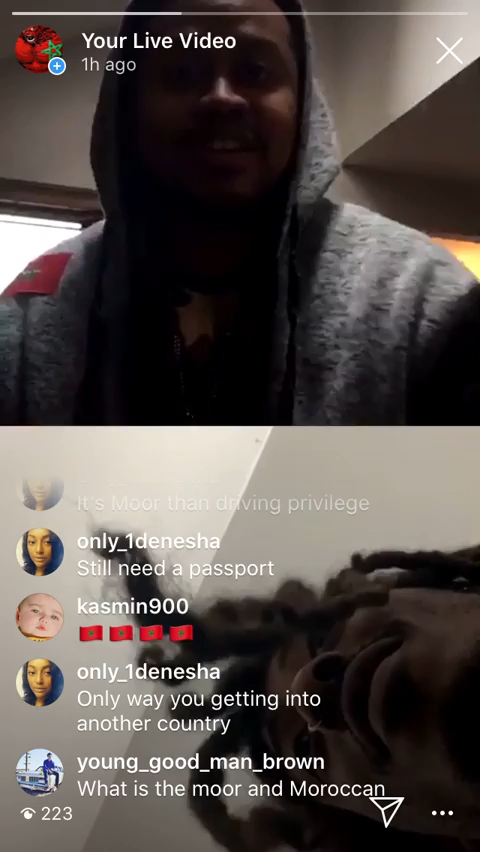 Your Live Video
1h ago
It's Moor than driving privilege
only_1denesha
Still need a passport
kasmin900
🇲🇦 🇲🇦 🇲🇦 🇲🇦
only_1denesha
Only way you getting into
another country
young_good_man_brown
What is the moor and Moroccan
223